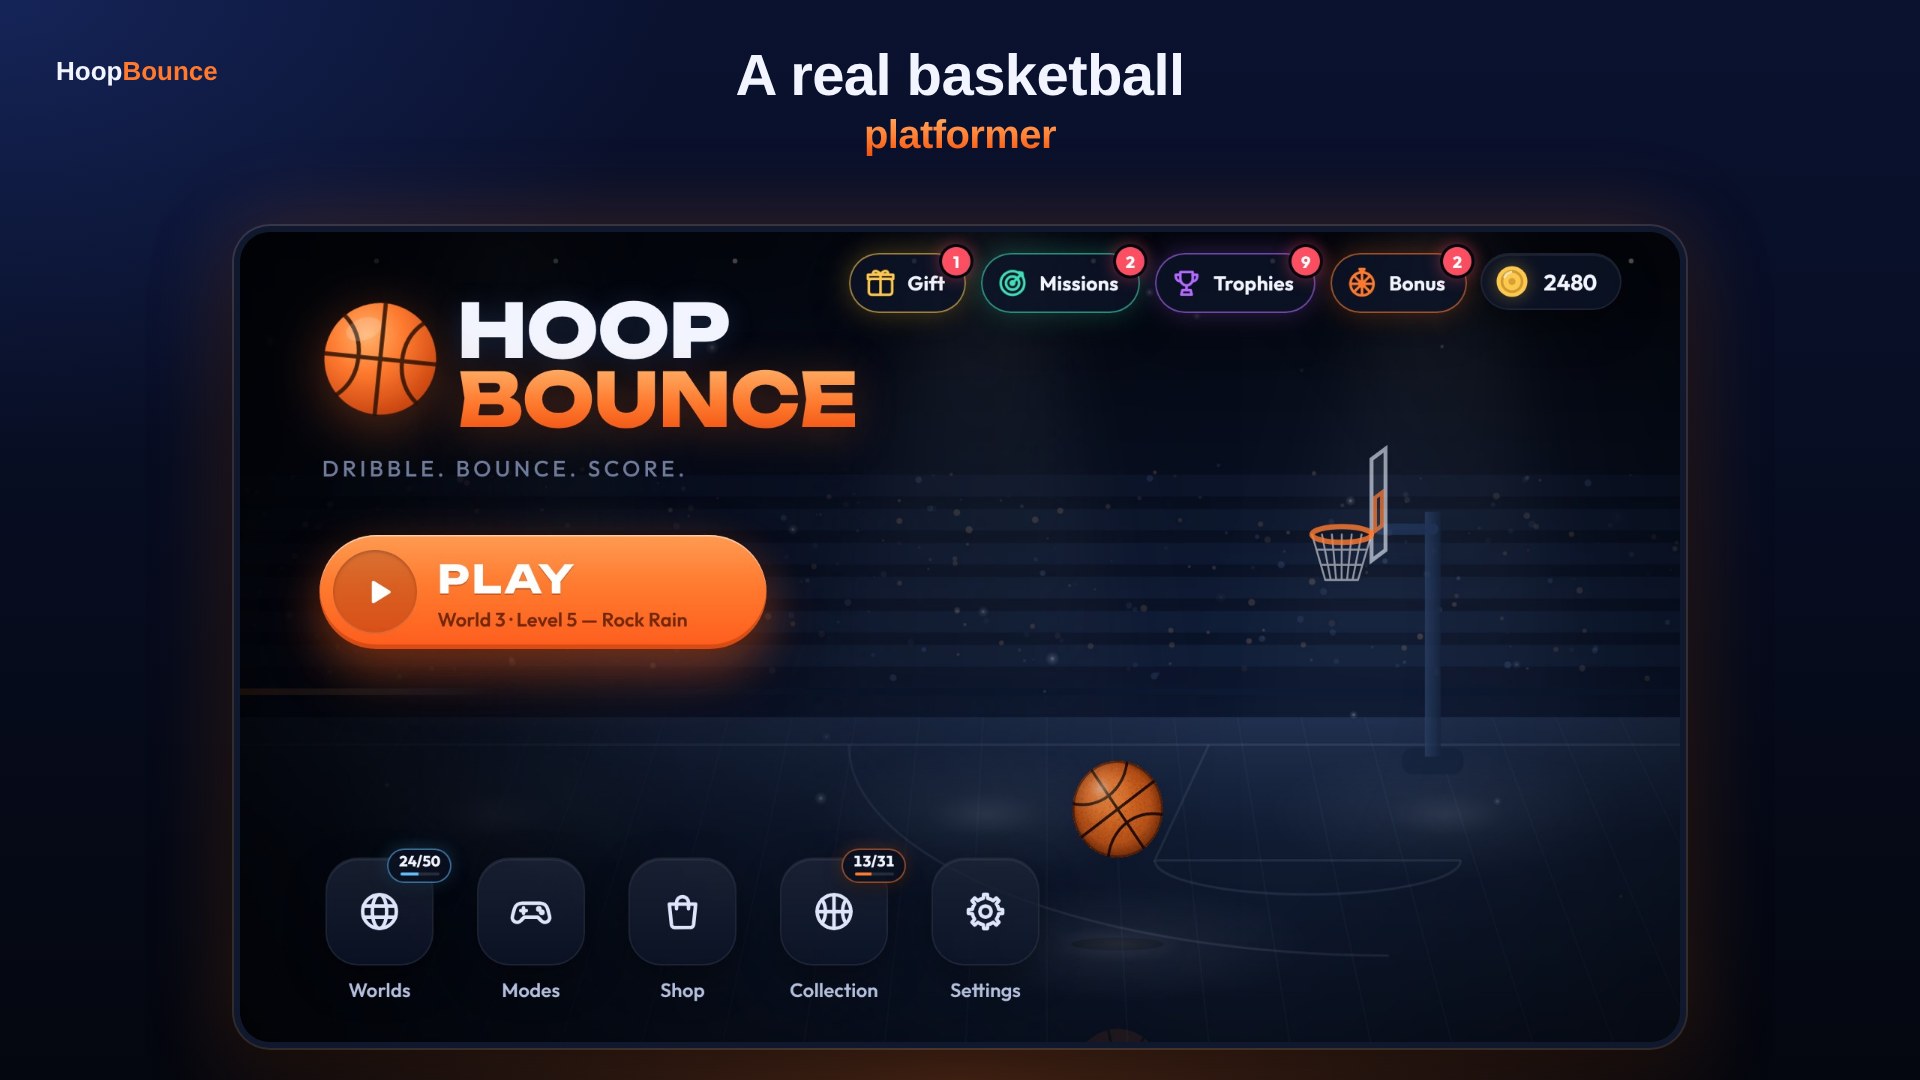 HoopBounce
A real basketball
platformer
Gift 1
Missions 2
Trophies 9
Bonus 2
2480
HOOP
BOUNCE
DRIBBLE. BOUNCE. SCORE.
PLAY
World 3 · Level 5 — Rock Rain
24/50
13/31
Worlds
Modes
Shop
Collection
Settings